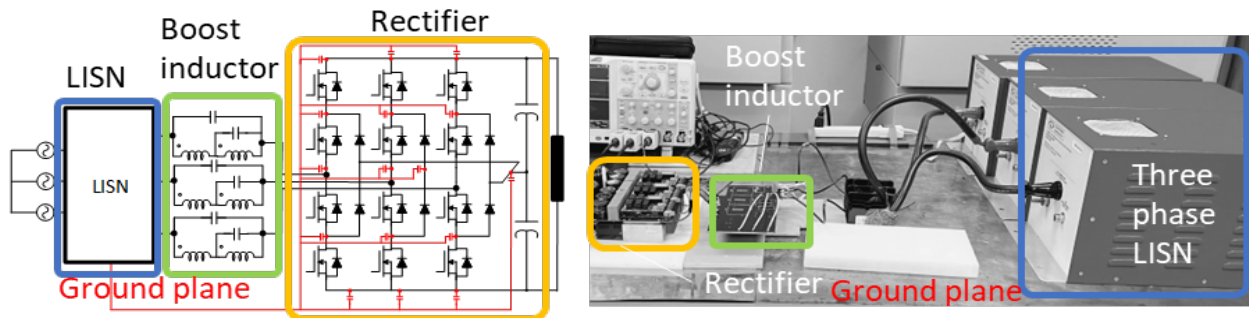 Rectifier
Boost
inductor
LISN
LISN
Ground plane
Boost
inductor
Three
phase
LISN
Rectifier
Ground plane